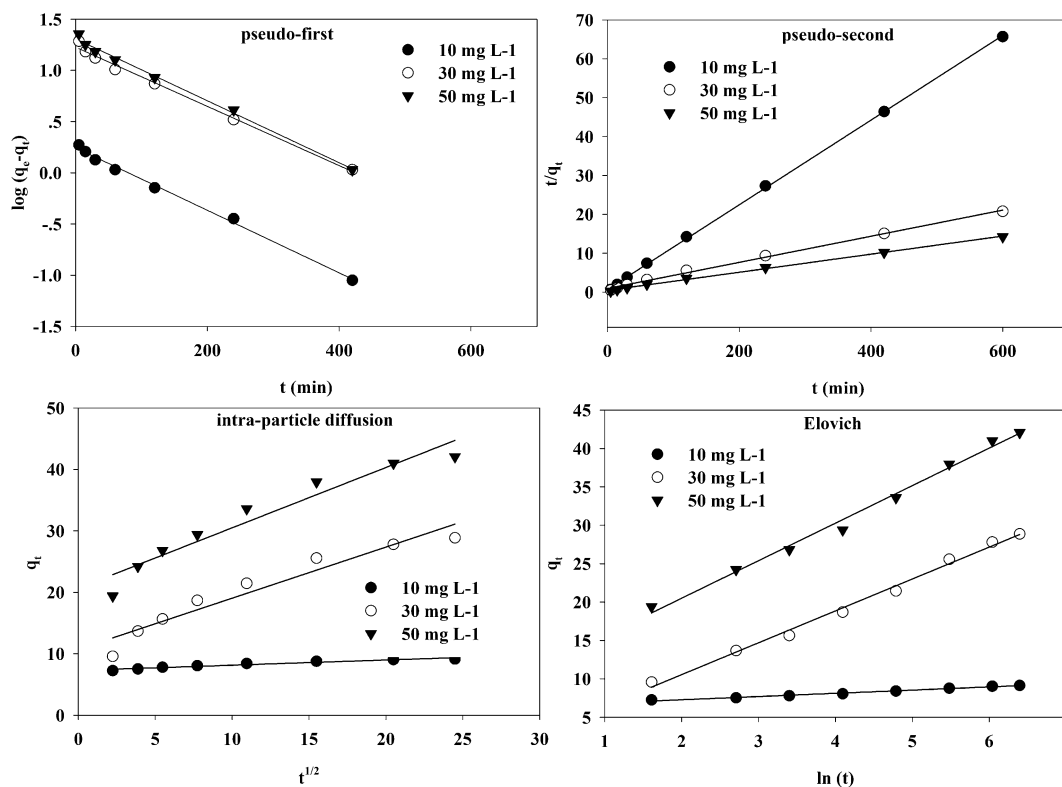 pseudo-first
10 mg L-1
30 mg L-1
50 mg L-1
1.5
1.0
.5
0.0
-.5
-1.0
-1.5
log (qe-qt)
0
200
400
600
t (min)
pseudo-second
10 mg L-1
30 mg L-1
50 mg L-1
70
60
50
40
30
20
10
0
t/qt
0
200
400
600
t (min)
intra-particle diffusion
50
40
30
20
10
0
qt
10 mg L-1
30 mg L-1
50 mg L-1
0
5
10
15
20
25
30
t1/2
Elovich
10 mg L-1
30 mg L-1
50 mg L-1
45
40
35
30
25
20
15
10
5
qt
1
2
3
4
5
6
ln (t)